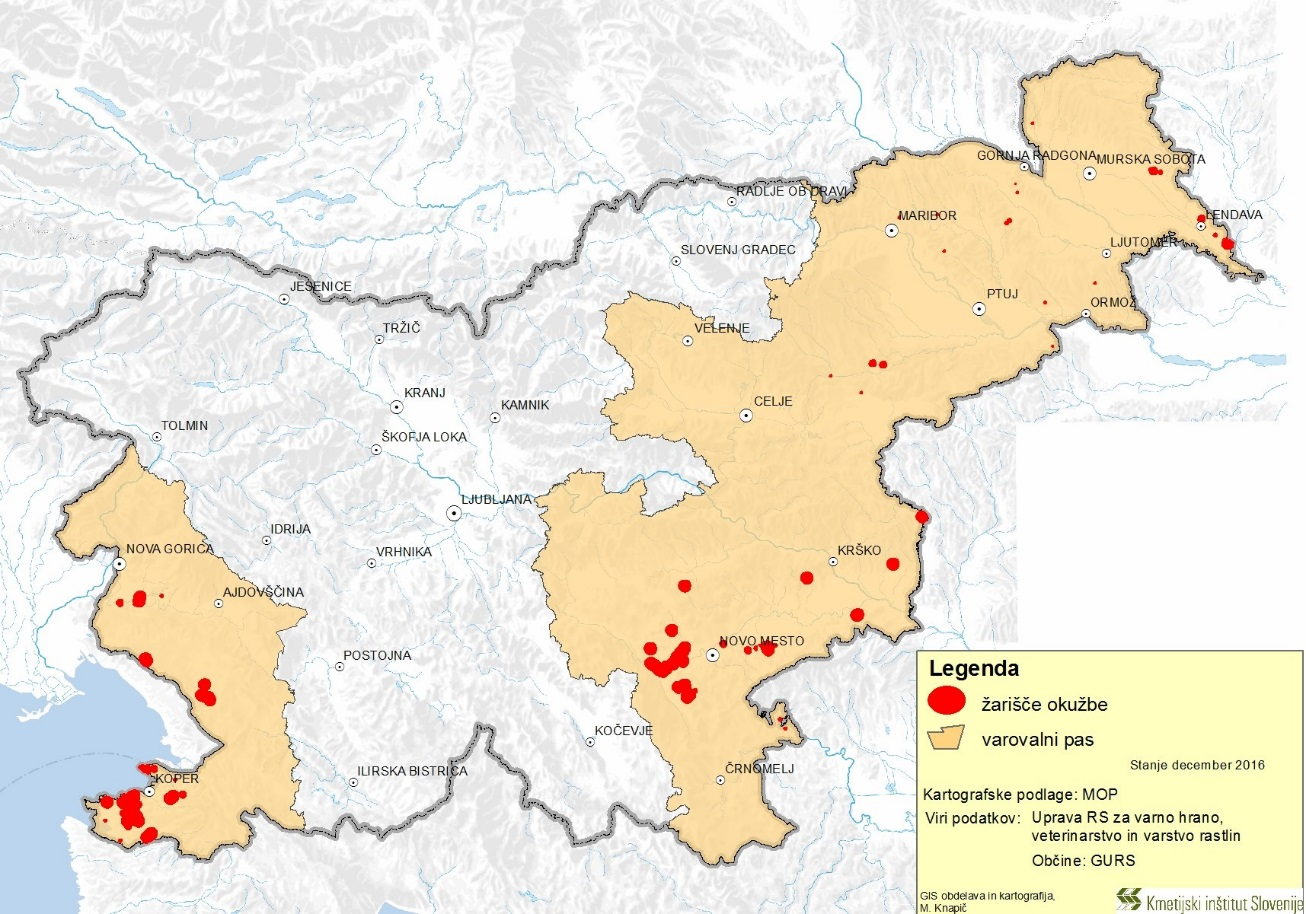 GORNJA RADGONA
MURSKA SOBOTA
RADLJE OB DRAVI
MARIBOR
LENDAVA
SLOVENJ GRADEC
LJUTOMER
JESENICE
PTUJ
ORMOŽ
TRŽIČ
VELENJE
KRANJ
KAMNIK
CELJE
TOLMIN
ŠKOFJA LOKA
LJUBLJANA
IDRIJA
NOVA GORICA
VRHNIKA
KRŠKO
AJDOVŠČINA
NOVO MESTO
POSTOJNA
KOČEVJE
ILIRSKA BISTRICA
ČRNOMELJ
KOPER
Legenda
žarišče okužbe
varovalni pas
Stanje december 2016
Kartografske podlage: MOP
Viri podatkov: Uprava RS za varno hrano,
veterinarstvo in varstvo rastlin
Občine: GURS
GIS obdelava in kartografija,
M. Knapič
Kmetijski inštitut Slovenije